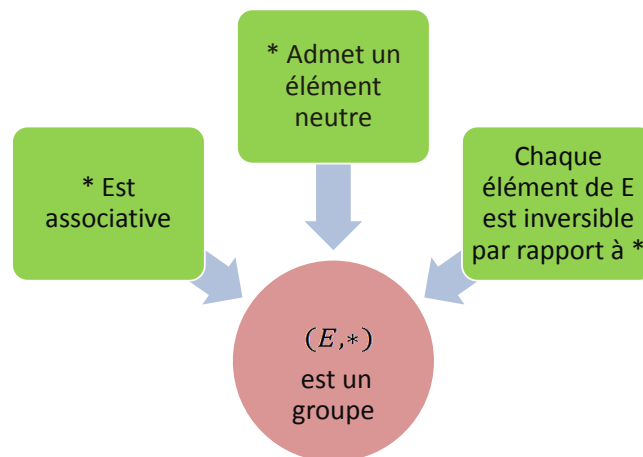 * Est
associative
* Admet un
élément
neutre
Chaque
élément de E
est inversible
par rapport à *
(E,*)
est un
groupe